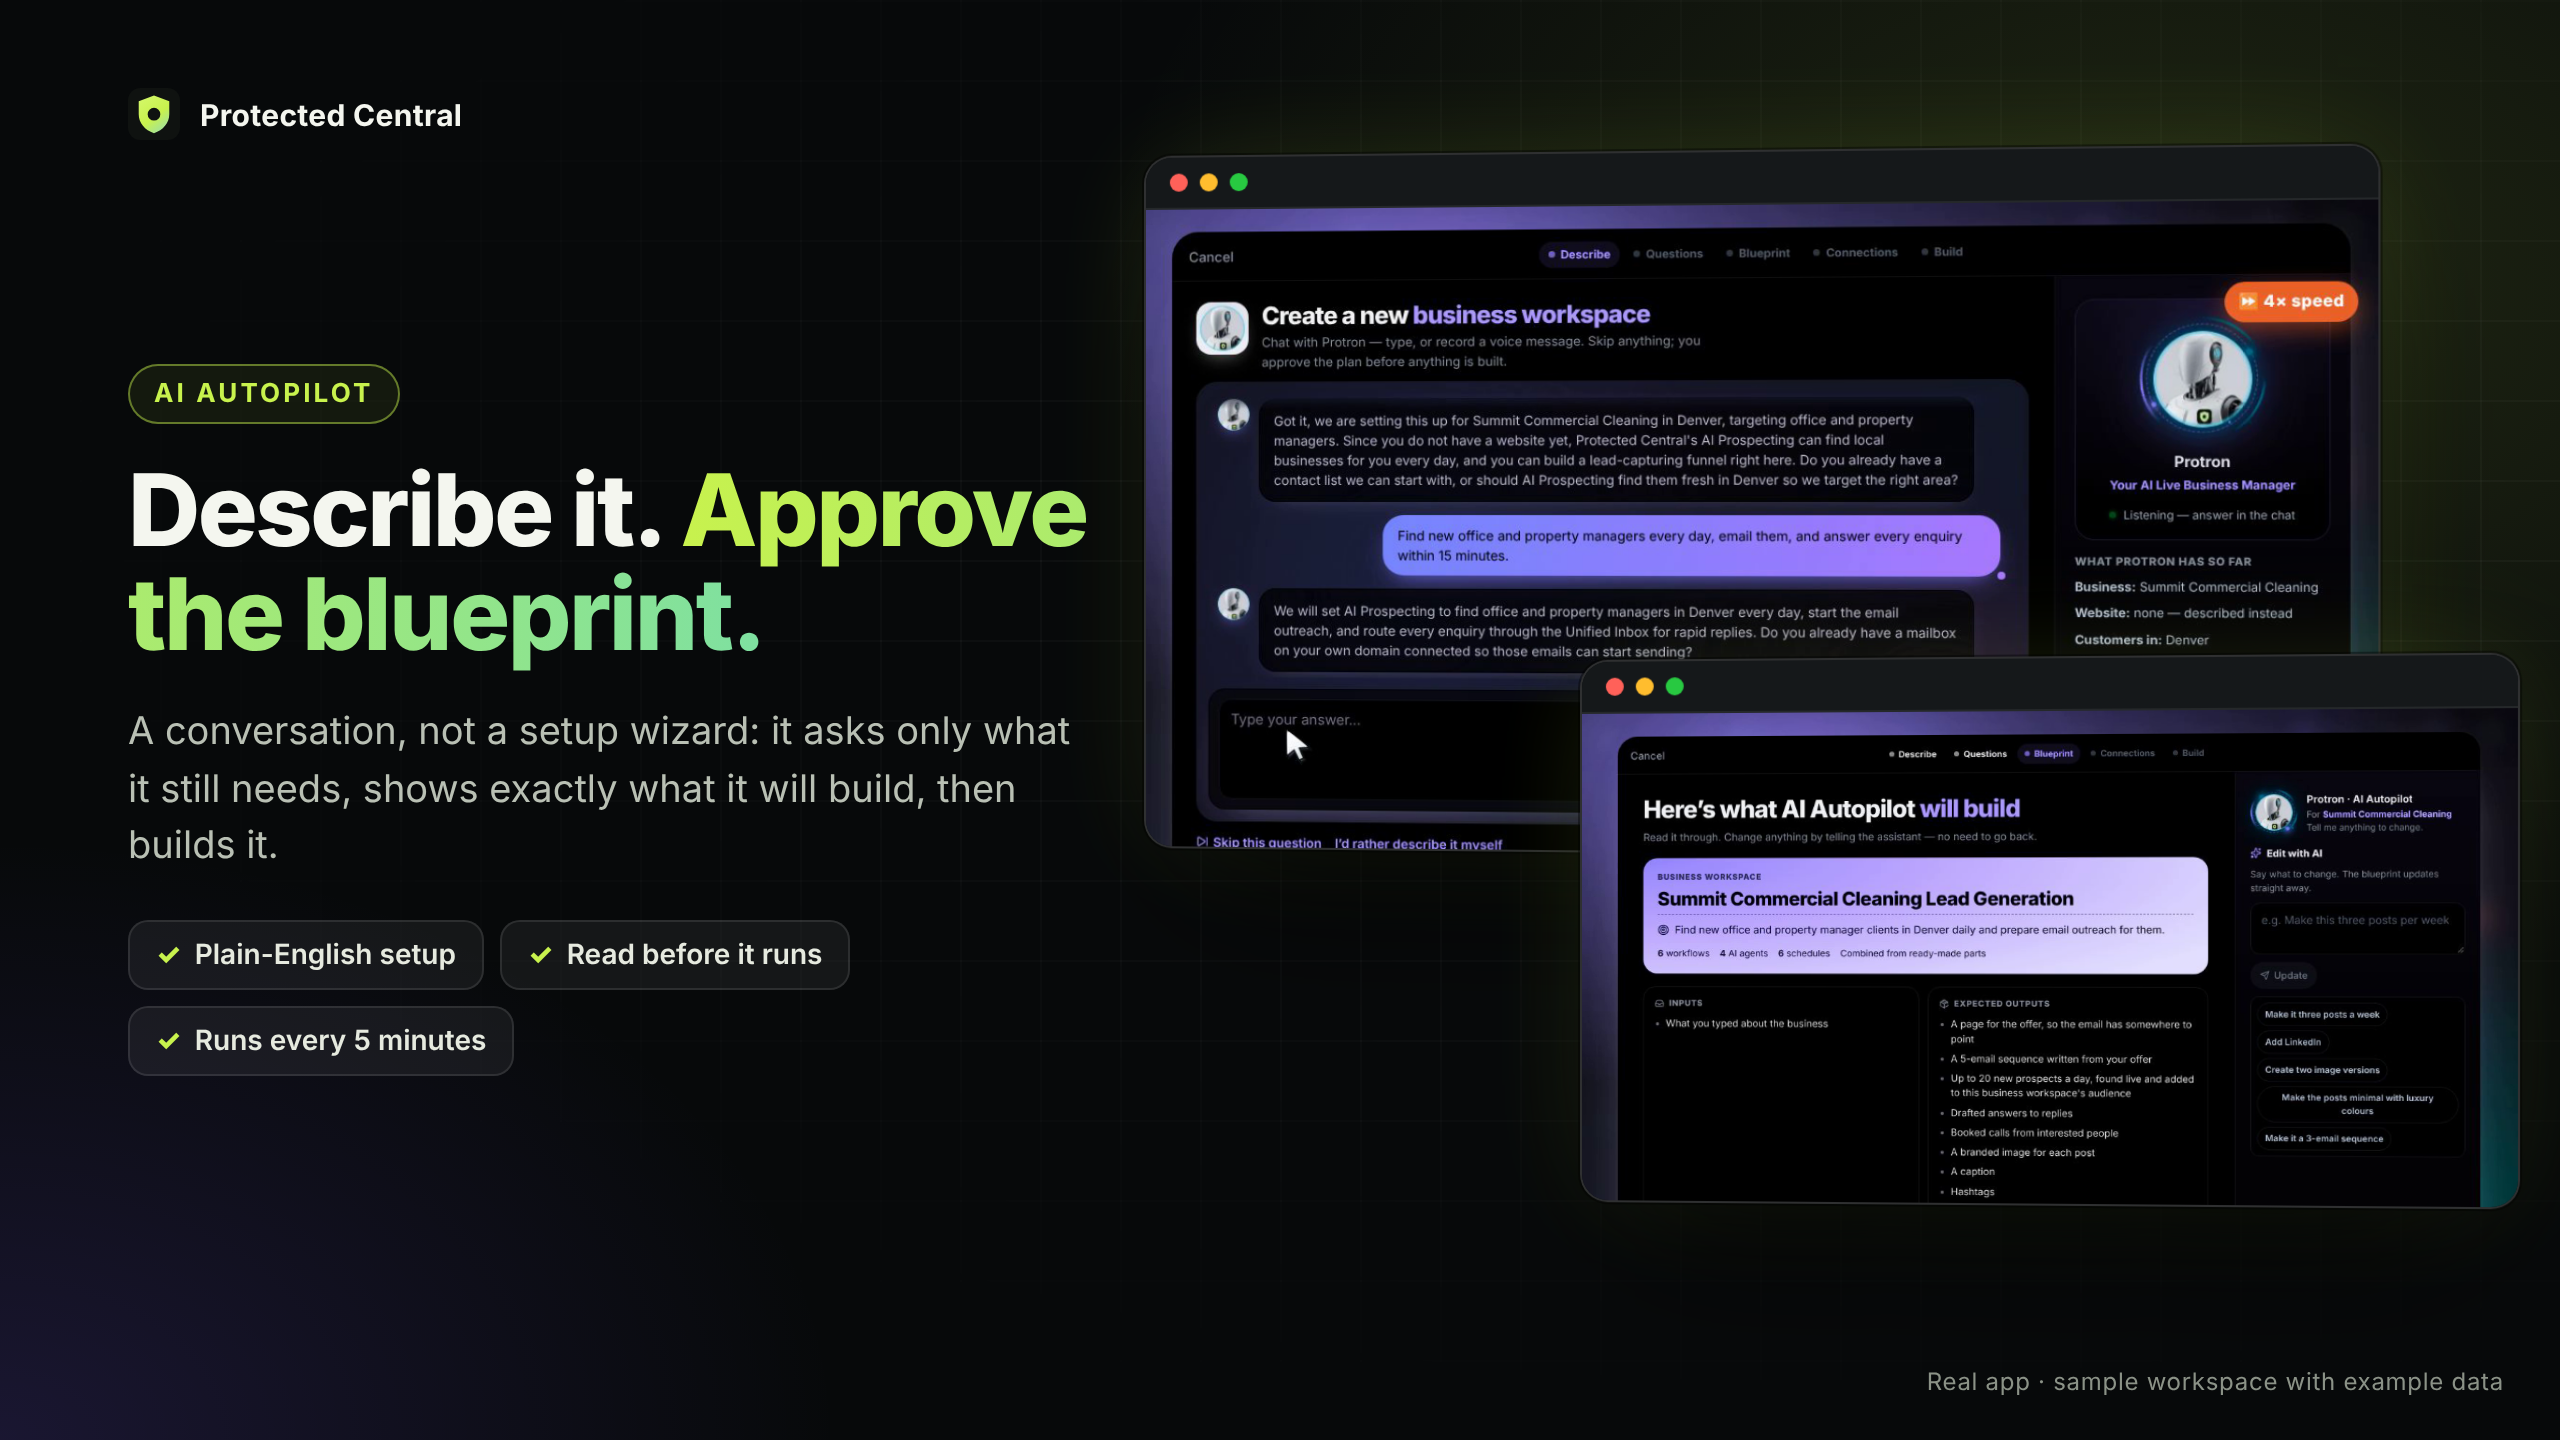 Protected Central
AI AUTOPILOT
Describe it. Approve
the blueprint.
A conversation, not a setup wizard: it asks only what
it still needs, shows exactly what it will build, then
builds it.
Plain-English setup
Read before it runs
Runs every 5 minutes
Cancel
Describe
Questions
Blueprint
Connections
Build
4× speed
Create a new business workspace
Chat with Protron — type, or record a voice message. Skip anything; you
approve the plan before anything is built.
Got it, we are setting this up for Summit Commercial Cleaning in Denver, targeting office and property
managers. Since you do not have a website yet, Protected Central's AI Prospecting can find local
businesses for you every day, and you can build a lead-capturing funnel right here. Do you already have a
contact list we can start with, or should AI Prospecting find them fresh in Denver so we target the right area?
Find new office and property managers every day, email them, and answer every enquiry
within 15 minutes.
We will set AI Prospecting to find office and property managers in Denver every day, start the email
outreach, and route every enquiry through the Unified Inbox for rapid replies. Do you already have a mailbox
on your own domain connected so those emails can start sending?
Type your answer...
Skip this question
I'd rather describe it myself
Protron
Your AI Live Business Manager
Listening — answer in the chat
WHAT PROTRON HAS SO FAR
Business: Summit Commercial Cleaning
Website: none — described instead
Customers in: Denver
Cancel
Describe
Questions
Blueprint
Connections
Build
Here's what AI Autopilot will build
Read it through. Change anything by telling the assistant — no need to go back.
BUSINESS WORKSPACE
Summit Commercial Cleaning Lead Generation
Find new office and property manager clients in Denver daily and prepare email outreach for them.
6 workflows 4 AI agents 6 schedules Combined from ready-made parts
INPUTS
What you typed about the business
EXPECTED OUTPUTS
A page for the offer, so the email has somewhere to
point
A 5-email sequence written from your offer
Up to 20 new prospects a day, found live and added
to this business workspace's audience
Drafted answers to replies
Booked calls from interested people
A branded image for each post
A caption
Hashtags
Protron · AI Autopilot
For Summit Commercial Cleaning
Tell me anything to change.
Edit with AI
Say what to change. The blueprint updates
straight away.
e.g. Make this three posts per week
Update
Make it three posts a week
Add LinkedIn
Create two image versions
Make the posts minimal with luxury
colours
Make it a 3-email sequence
Real app · sample workspace with example data